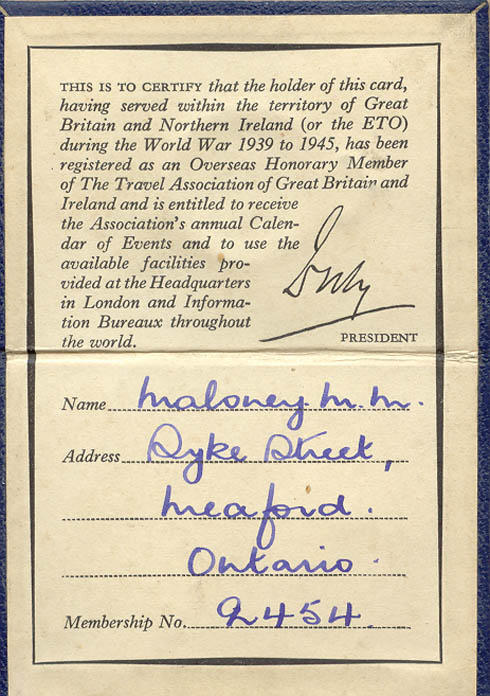 THIS IS TO CERTIFY that the holder of this card,
having served within the territory of Great
Britain and Northern Ireland (or the ETO)
during the World War 1939 to 1945, has been
registered as an Overseas Honorary Member
of The Travel Association of Great Britain and
Ireland and is entitled to receive
the Association's annual Calen-
dar of Events and to use the
available facilities pro-
vided at the Headquarters
in London and Informa-
tion Bureaux throughout
the world.
PRESIDENT
Name Maloney. M. M.
Address Syke Street,
Meaford.
Ontario.
Membership No. 2454.